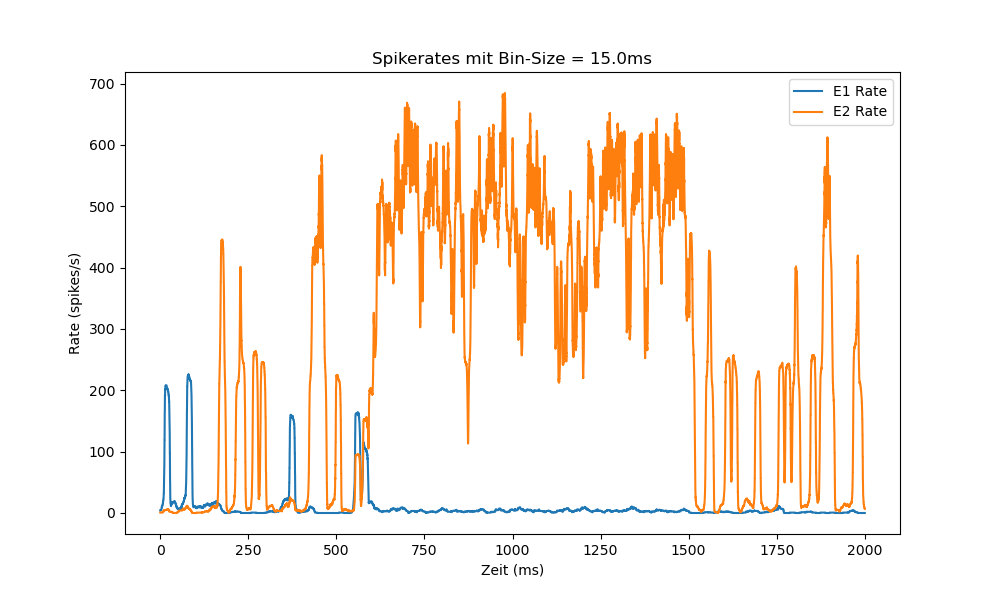 Spikerates mit Bin-Size = 15.0ms
E1 Rate
E2 Rate
700
600
500
400
300
200
100
0
Rate (spikes/s)
0 250 500 750 1000 1250 1500 1750 2000
Zeit (ms)